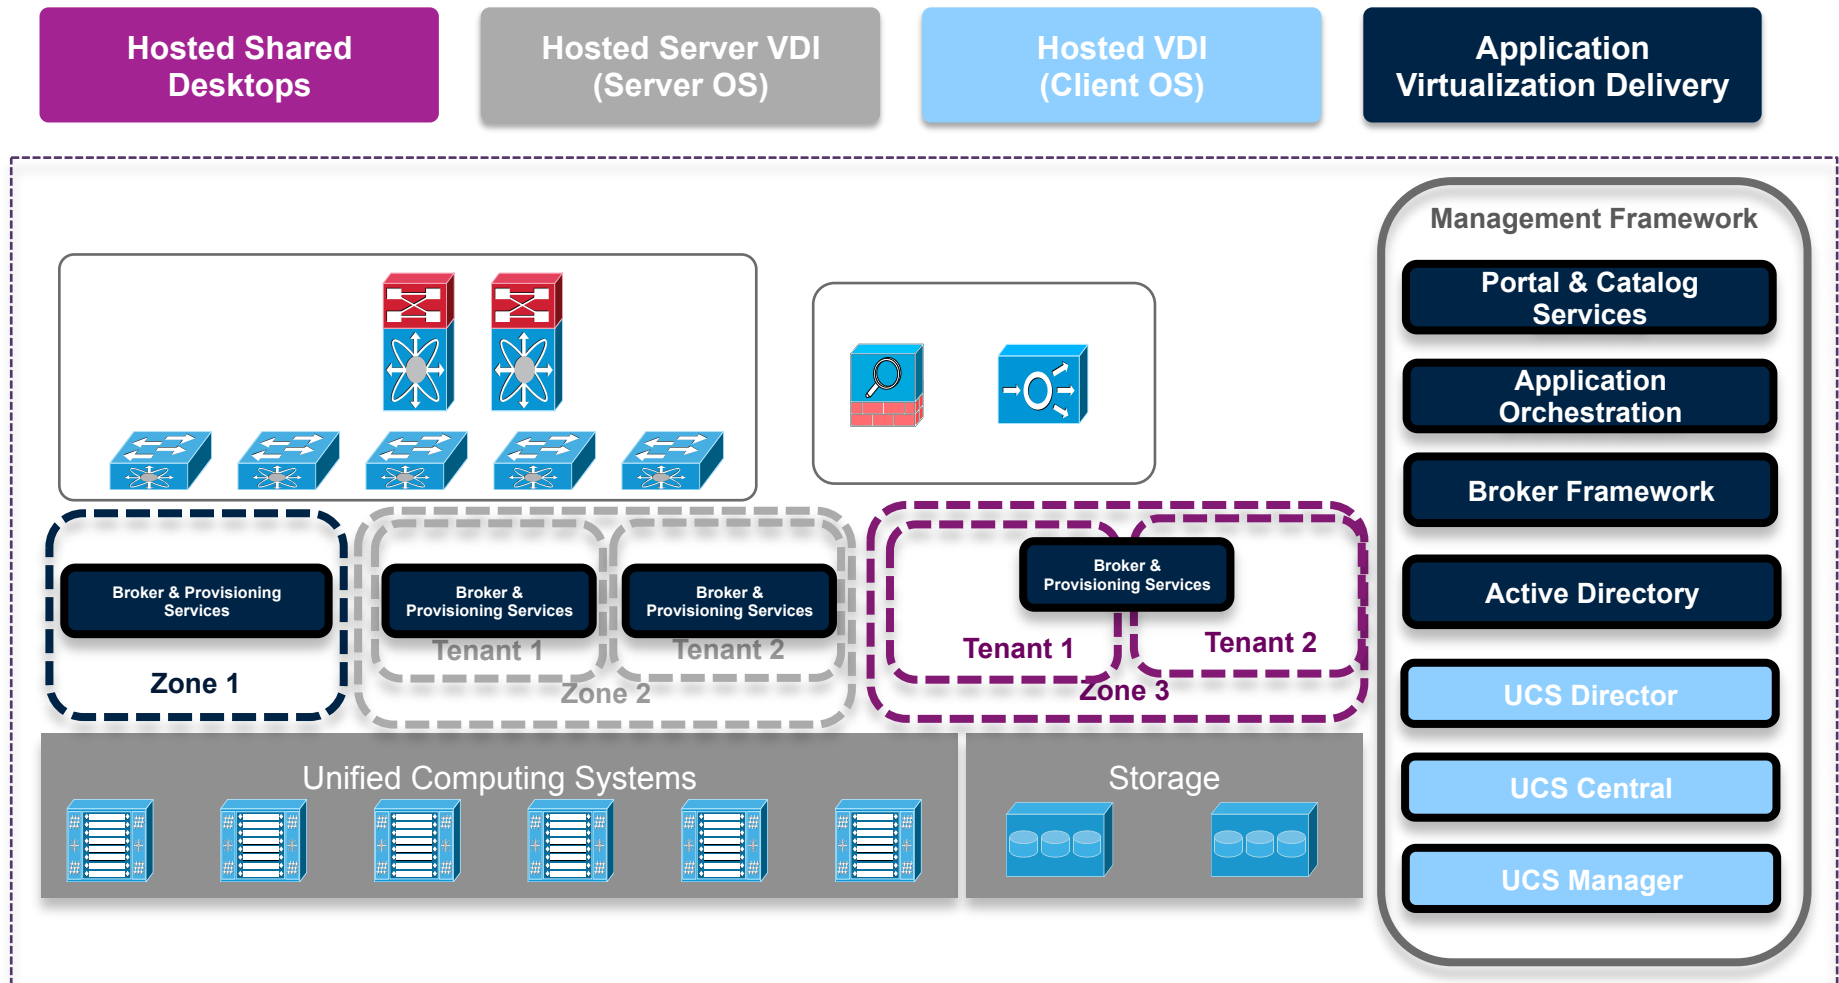 Hosted Shared
Desktops
Hosted Server VDI
(Server OS)
Hosted VDI
(Client OS)
Application
Virtualization Delivery
Management Framework
Portal & Catalog
Services
Application
Orchestration
Broker Framework
Active Directory
UCS Director
UCS Central
UCS Manager
Broker & Provisioning
Services
Zone 1
Broker &
Provisioning Services
Tenant 1
Broker &
Provisioning Services
Tenant 2
Zone 2
Broker &
Provisioning Services
Tenant 1
Tenant 2
Zone 3
Unified Computing Systems
Storage